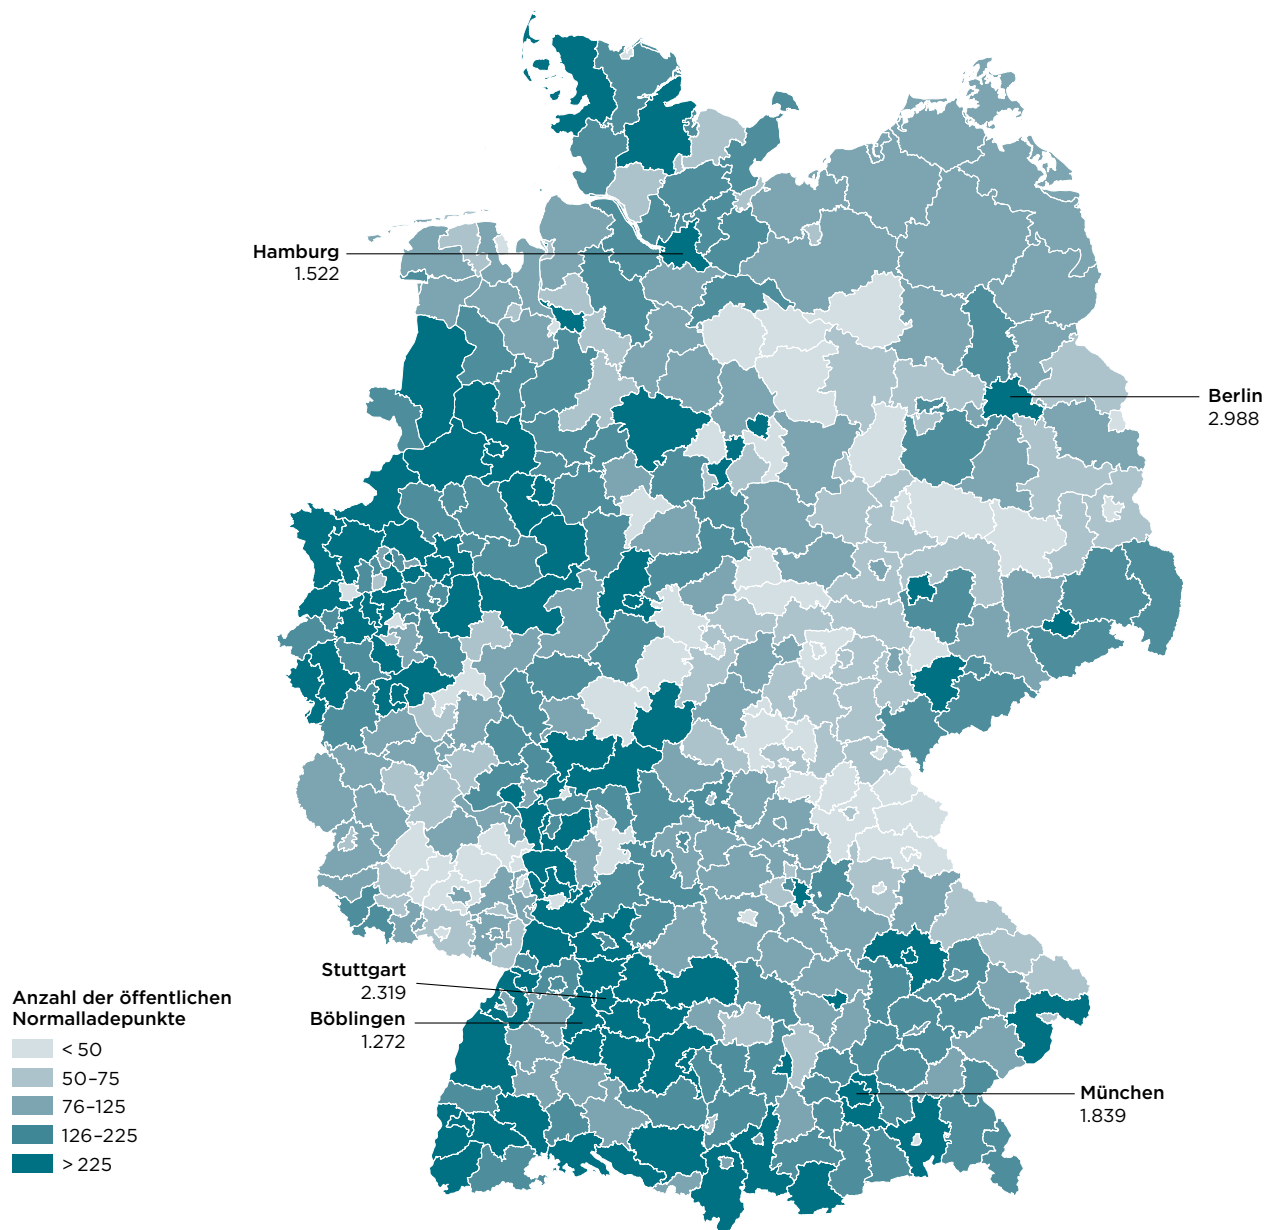 Hamburg
1.522
Berlin
2.988
Stuttgart
2.319
Böblingen
1.272
München
1.839
Anzahl der öffentlichen
Normalladepunkte
< 50
50–75
76–125
126–225
> 225